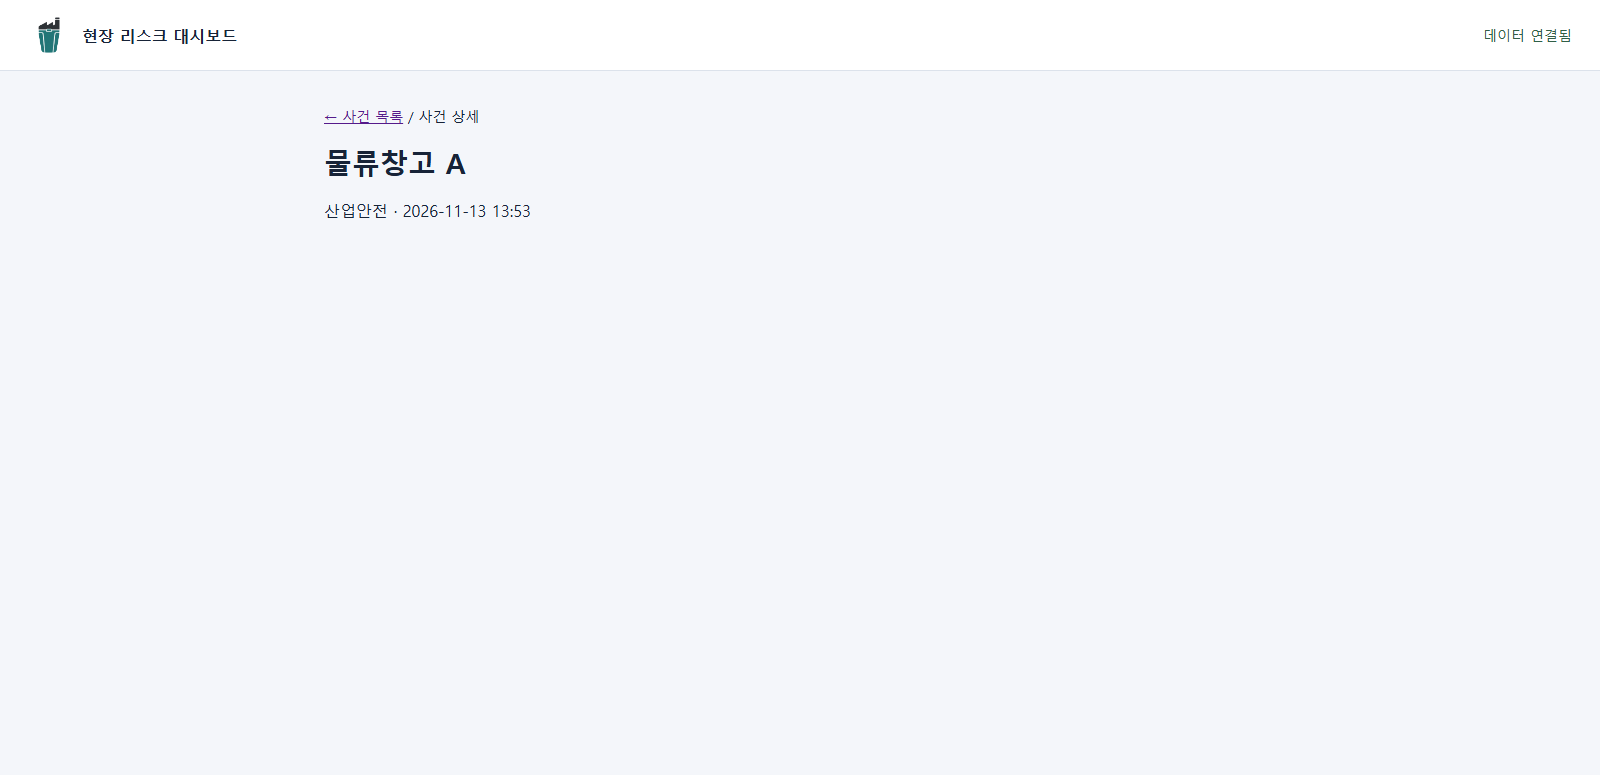 현장 리스크 대시보드
데이터 연결됨
← 사건 목록 / 사건 상세
물류창고 A
산업안전 · 2026-11-13 13:53